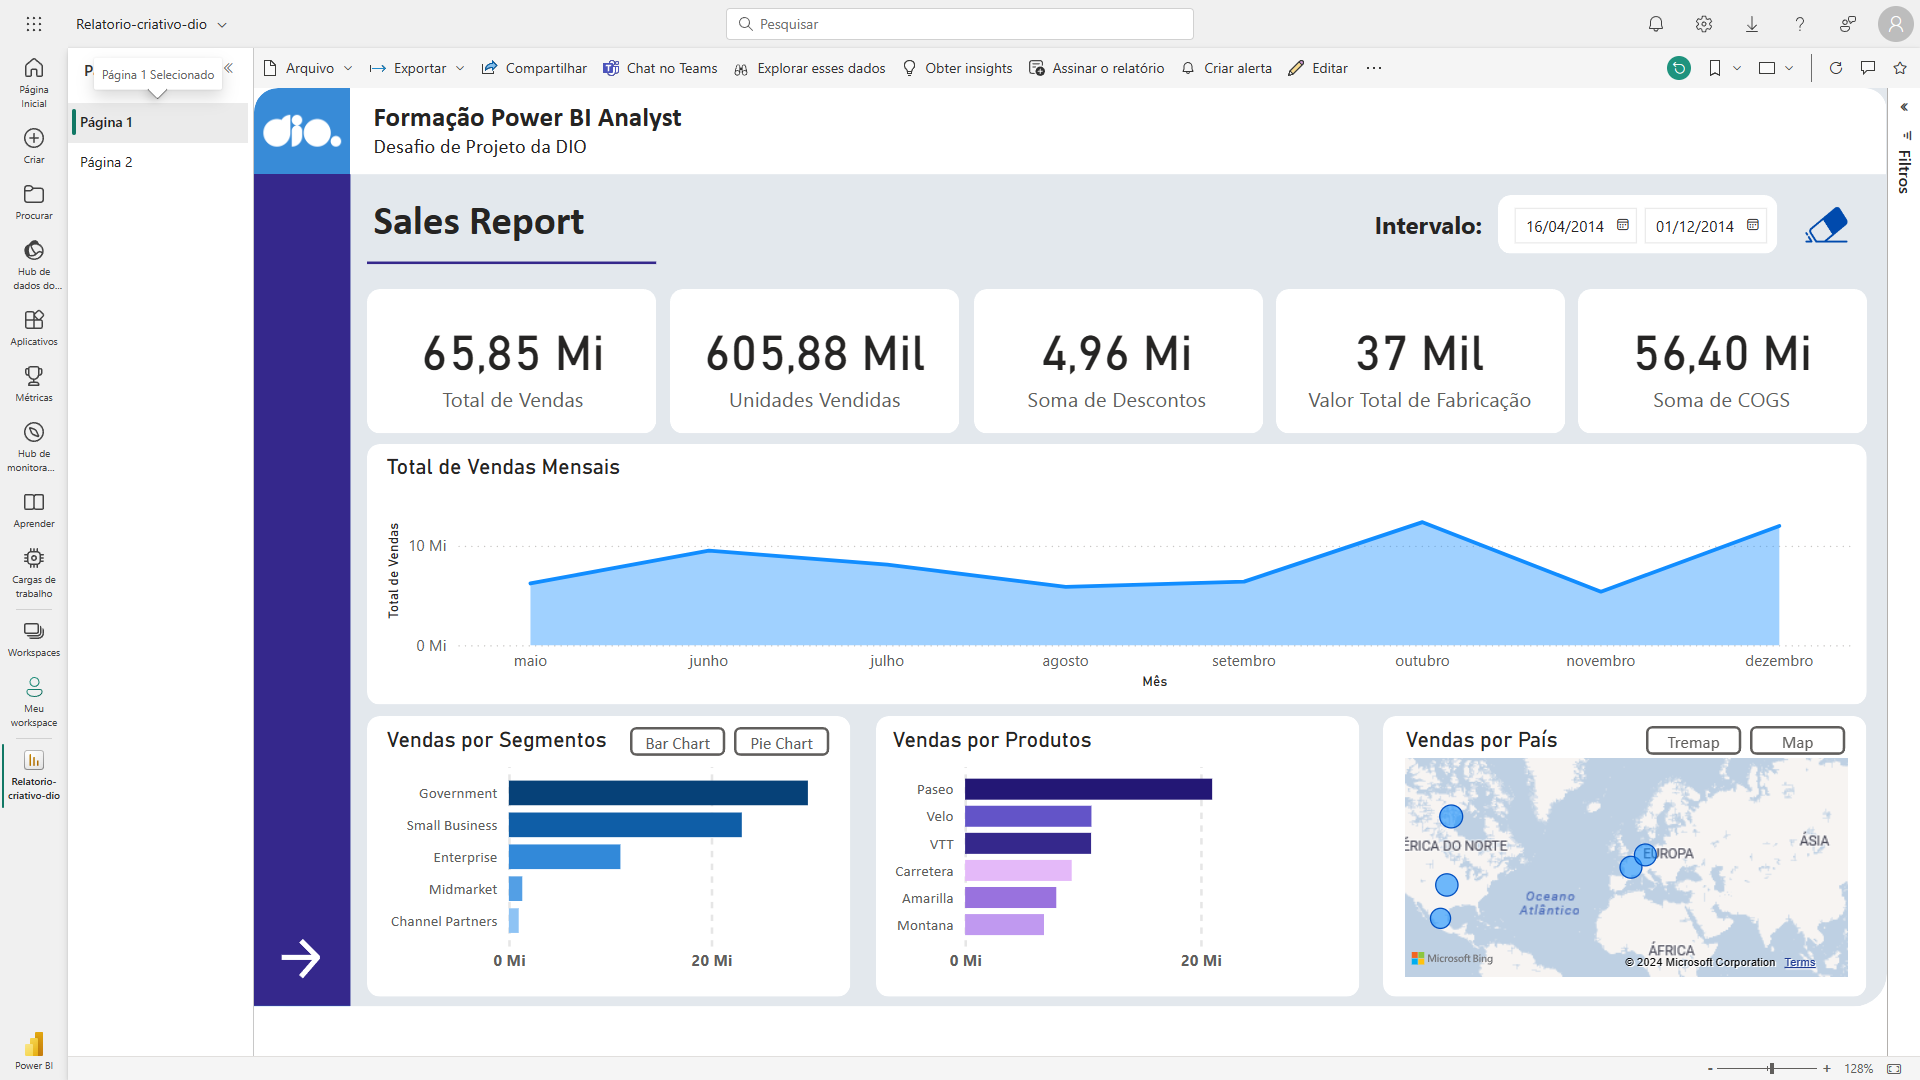 Relatorio-criativo-dio
Pesquisar
Página Inicial
Criar
Procurar
Hub de dados do...
Aplicativos
Métricas
Hub de monitora...
Aprender
Cargas de trabalho
Workspaces
Meu workspace
Relatorio-criativo-dio
Power BI
P
Página 1 Selecionado
Página 1
Página 2
Arquivo
Exportar
Compartilhar
Chat no Teams
Explorar esses dados
Obter insights
Assinar o relatório
Criar alerta
Editar
dio.
Formação Power BI Analyst
Desafio de Projeto da DIO
Filtros
Sales Report
Intervalo:
16/04/2014
01/12/2014
65,85 Mi
Total de Vendas
605,88 Mil
Unidades Vendidas
4,96 Mi
Soma de Descontos
37 Mil
Valor Total de Fabricação
56,40 Mi
Soma de COGS
Total de Vendas Mensais
Total de Vendas
10 Mi
0 Mi
maio
junho
julho
agosto
setembro
outubro
novembro
dezembro
Mês
Vendas por Segmentos
Bar Chart
Pie Chart
Government
Small Business
Enterprise
Midmarket
Channel Partners
0 Mi
20 Mi
Vendas por Produtos
Paseo
Velo
VTT
Carretera
Amarilla
Montana
0 Mi
20 Mi
Vendas por País
Tremap
Map
ÉRICA DO NORTE
EUROPA
ÁSIA
Oceano
Atlântico
ÁFRICA
Microsoft Bing
© 2024 Microsoft Corporation Terms
- + 128%